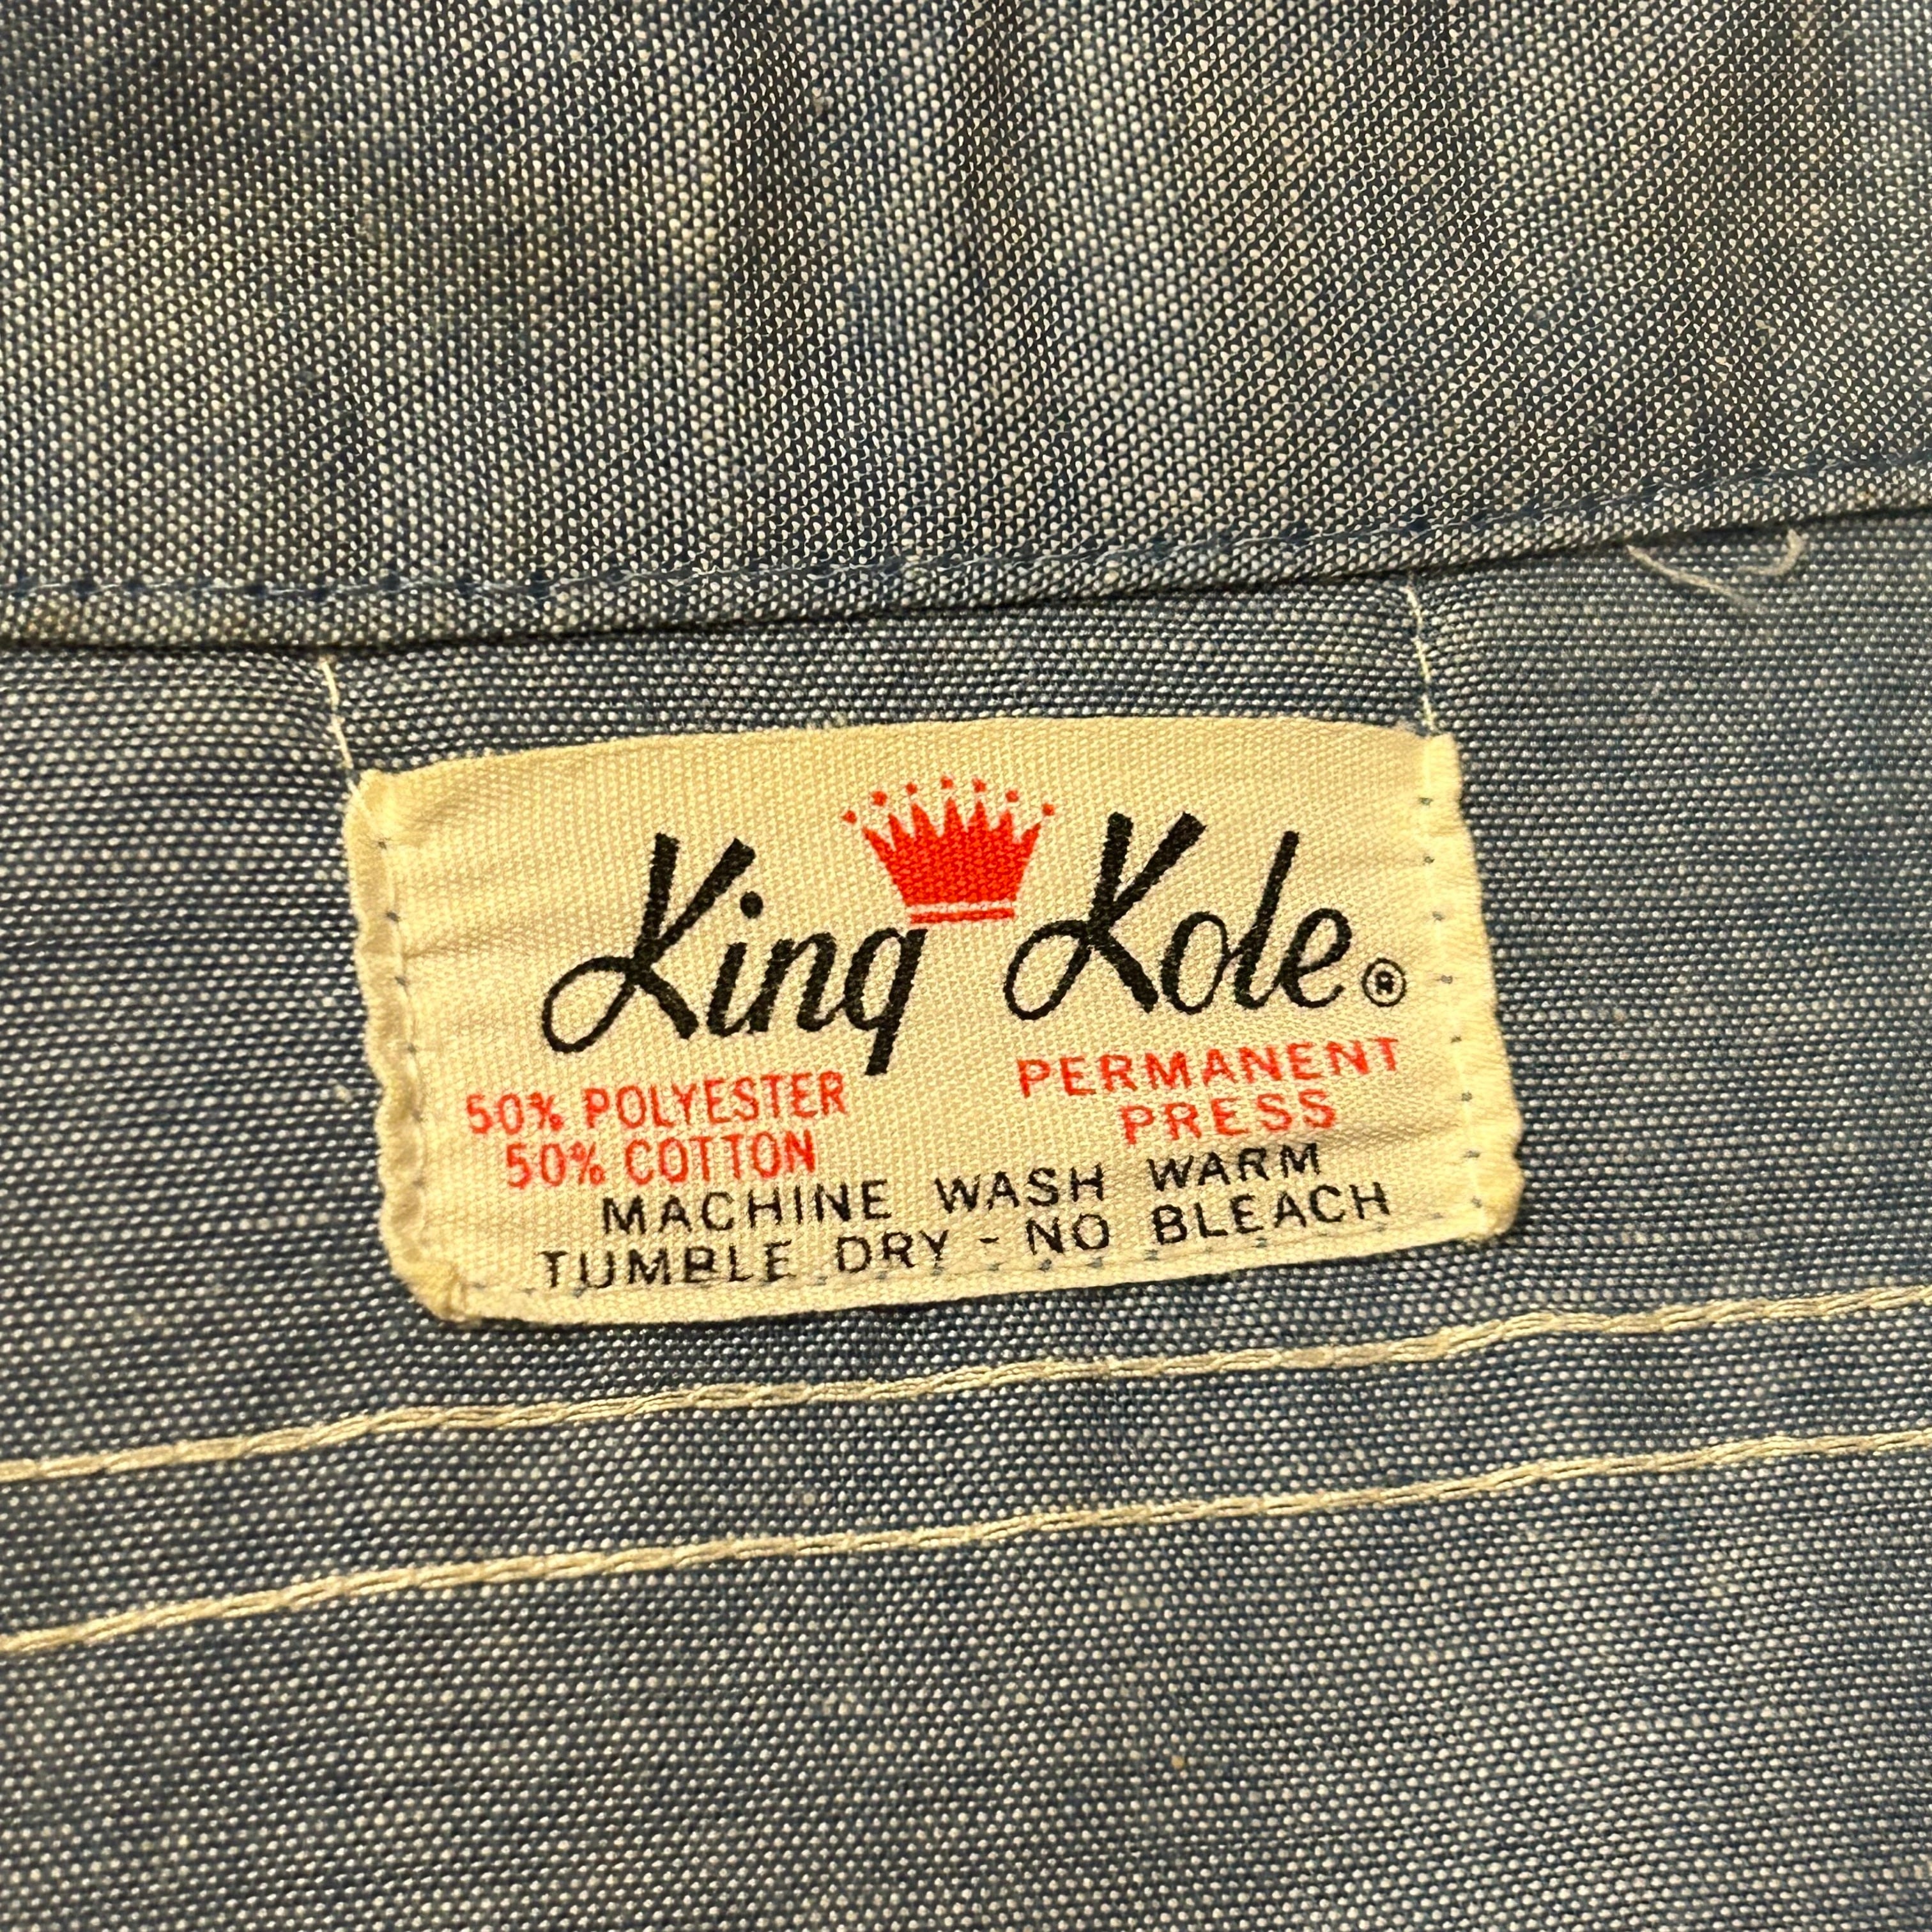 King Kole®
50% POLYESTER
50% COTTON
PERMANENT
PRESS
MACHINE WASH WARM
TUMBLE DRY - NO BLEACH